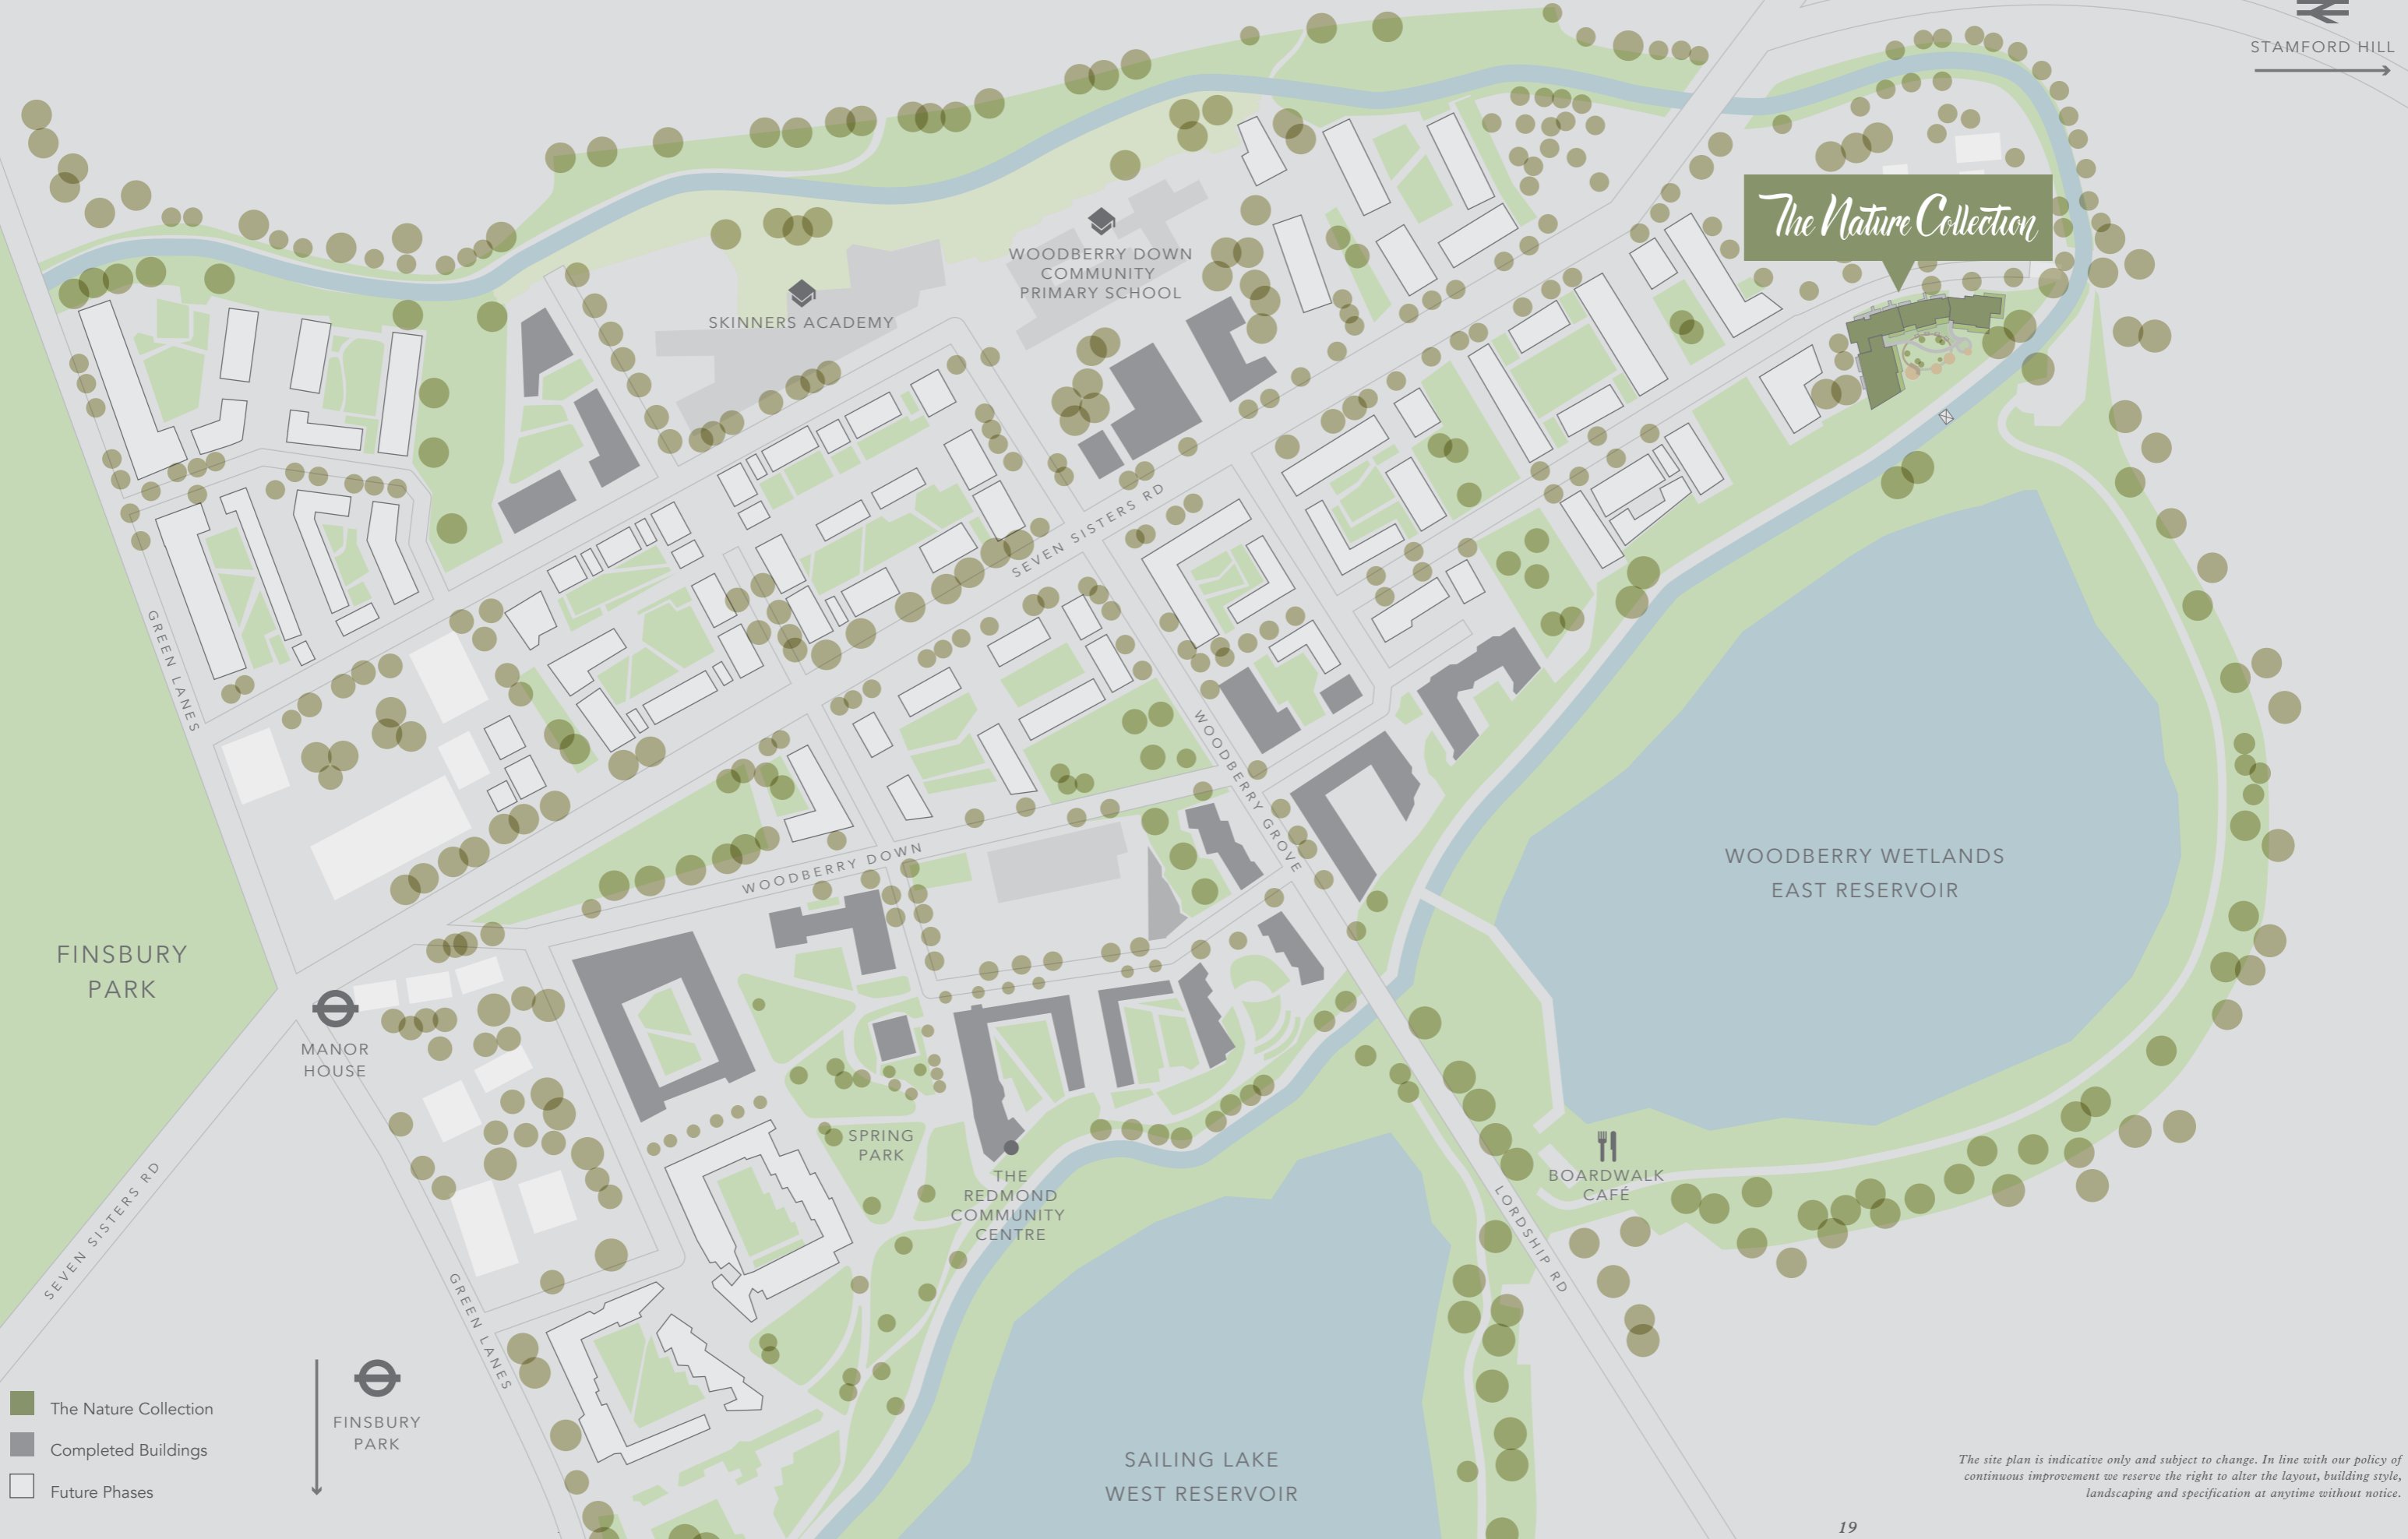 STAMFORD HILL
The Nature Collection
WOODBERRY DOWN
COMMUNITY
PRIMARY SCHOOL
SKINNERS ACADEMY
SEVEN SISTERS RD
GREEN LANES
WOODBERRY GROVE
WOODBERRY DOWN
WOODBERRY WETLANDS
EAST RESERVOIR
FINSBURY
PARK
MANOR
HOUSE
SPRING
PARK
THE
REDMOND
COMMUNITY
CENTRE
BOARDWALK
CAFÉ
LORDSHIP RD
SEVEN SISTERS RD
GREEN LANES
FINSBURY
PARK
The Nature Collection
Completed Buildings
Future Phases
SAILING LAKE
WEST RESERVOIR
The site plan is indicative only and subject to change. In line with our policy of
continuous improvement we reserve the right to alter the layout, building style,
landscaping and specification at anytime without notice.
19